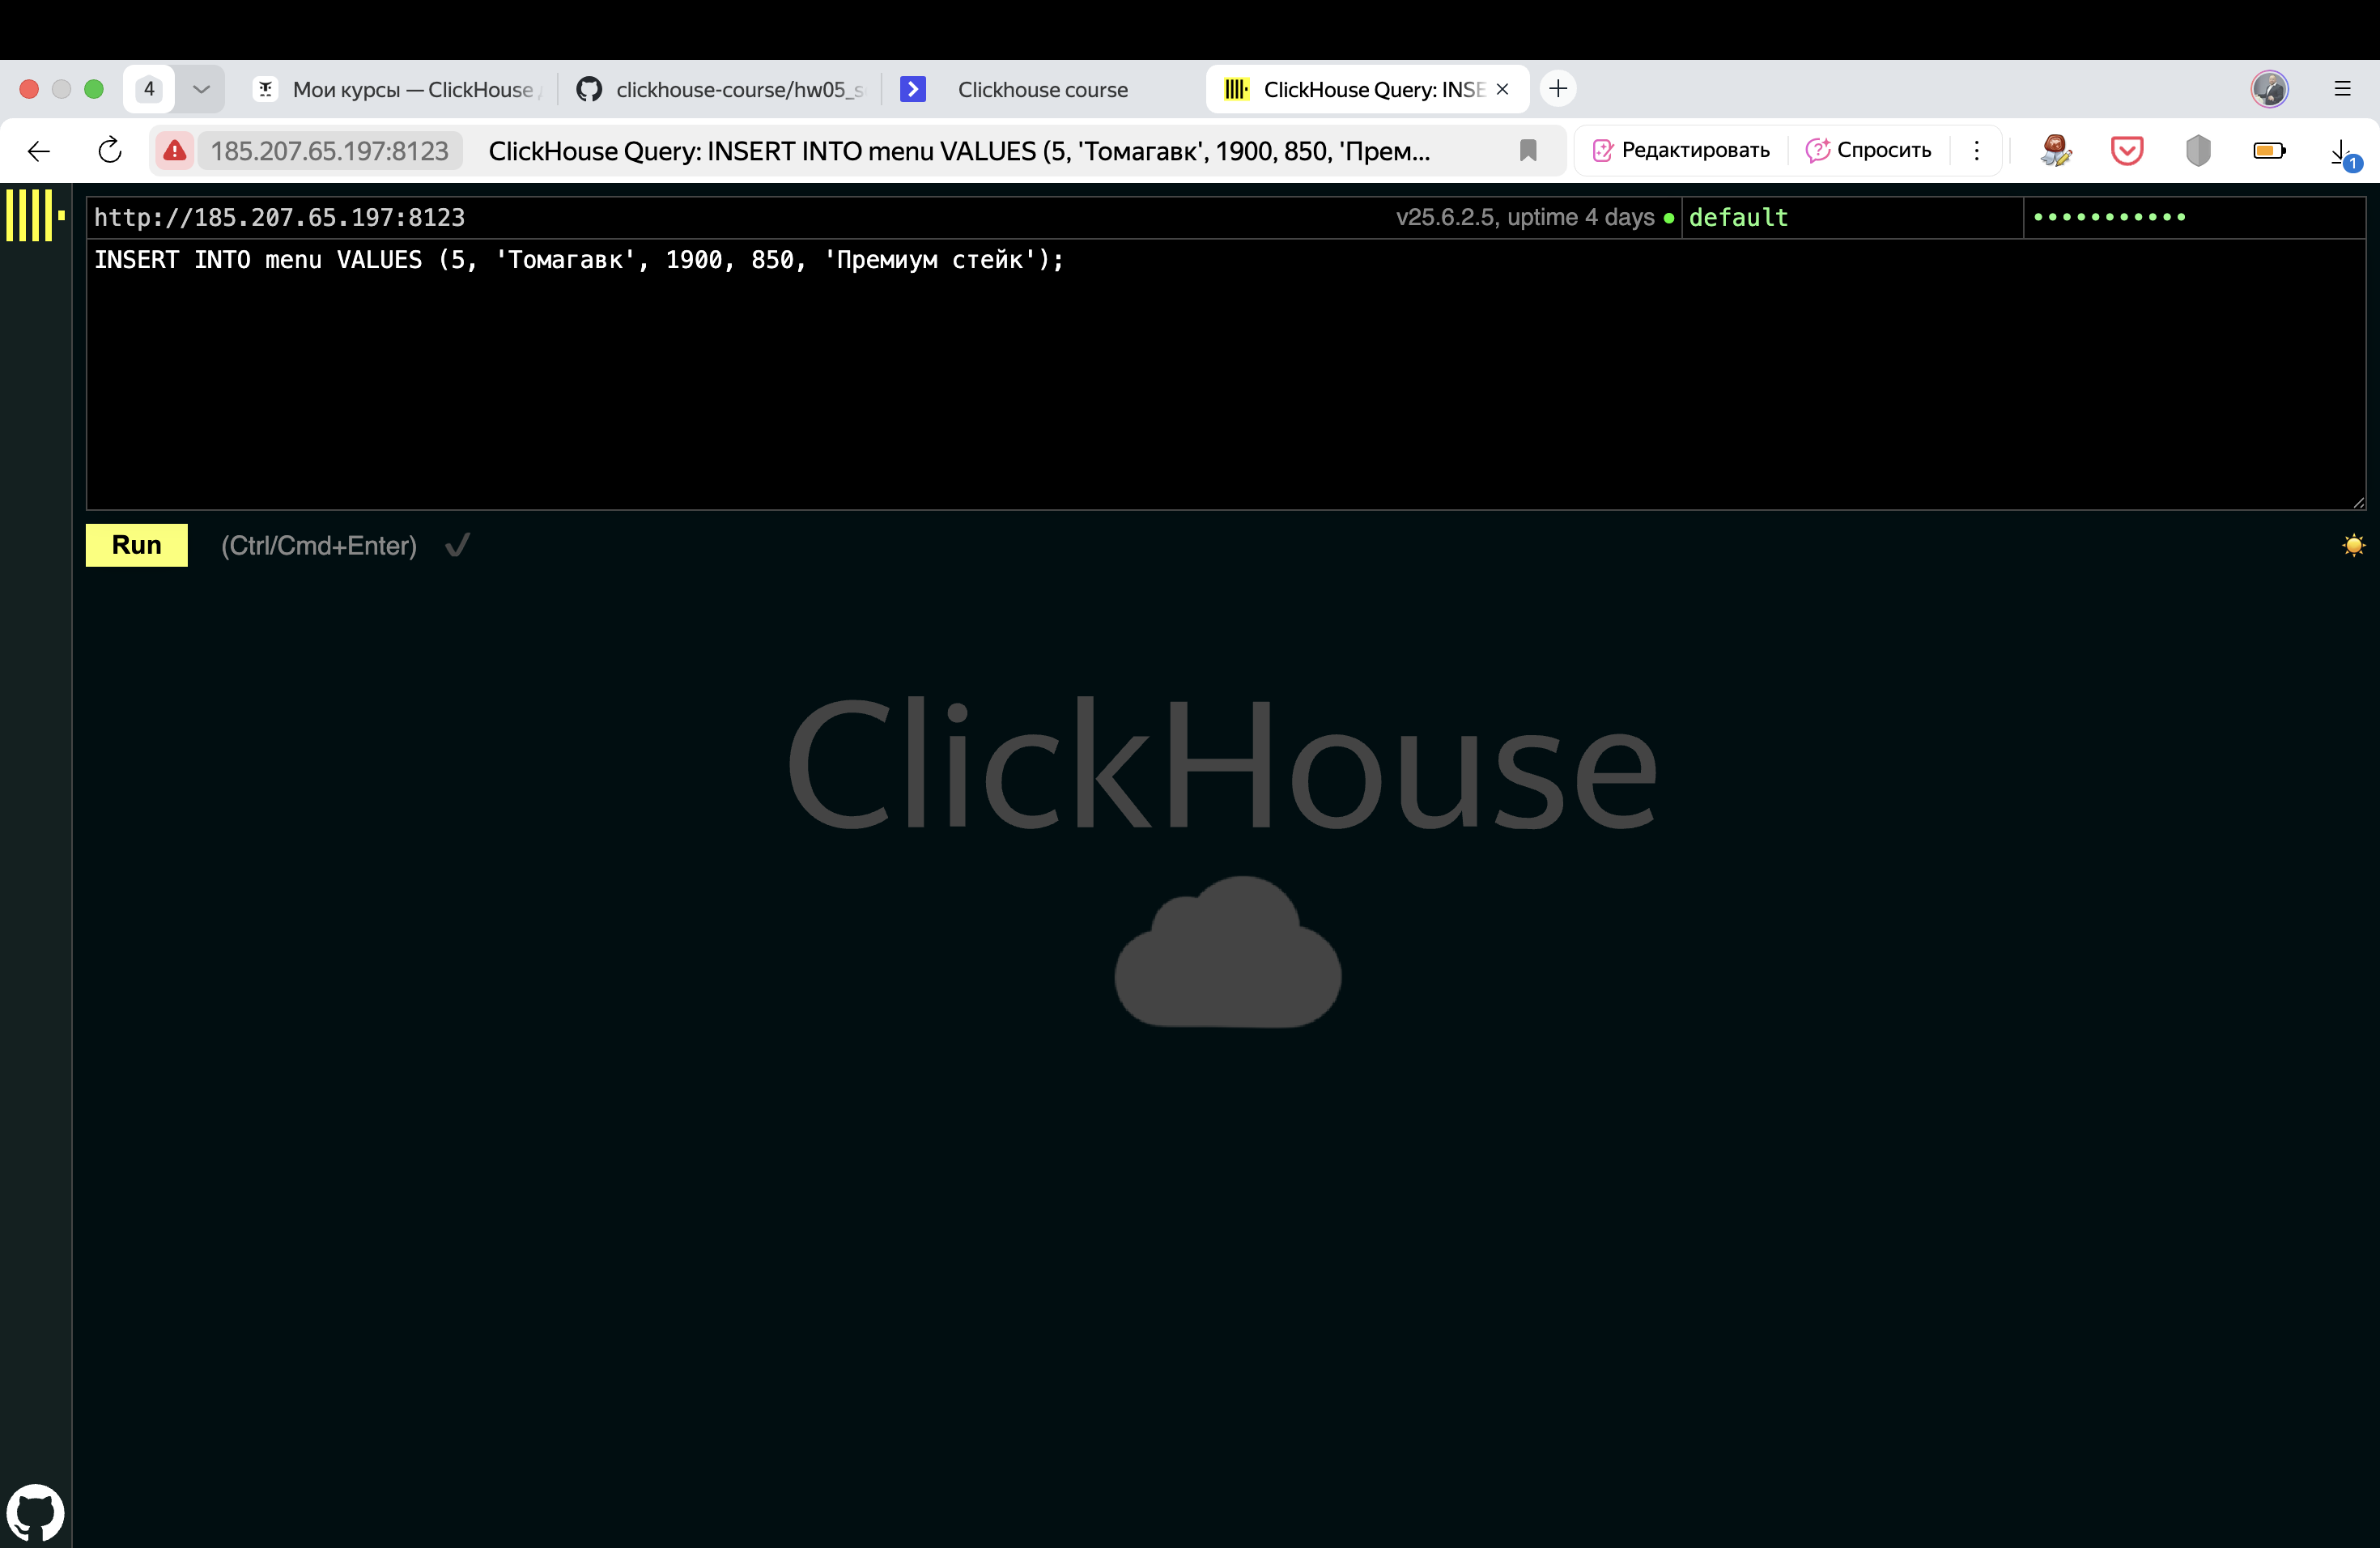 4
Мои курсы — ClickHouse
clickhouse-course/hw05_s
Clickhouse course
ClickHouse Query: INSE
185.207.65.197:8123
ClickHouse Query: INSERT INTO menu VALUES (5, 'Томагавк', 1900, 850, 'Прем...
Редактировать
Спросить
1
http://185.207.65.197:8123
v25.6.2.5, uptime 4 days
default
INSERT INTO menu VALUES (5, 'Томагавк', 1900, 850, 'Премиум стейк');
Run
(Ctrl/Cmd+Enter)
ClickHouse